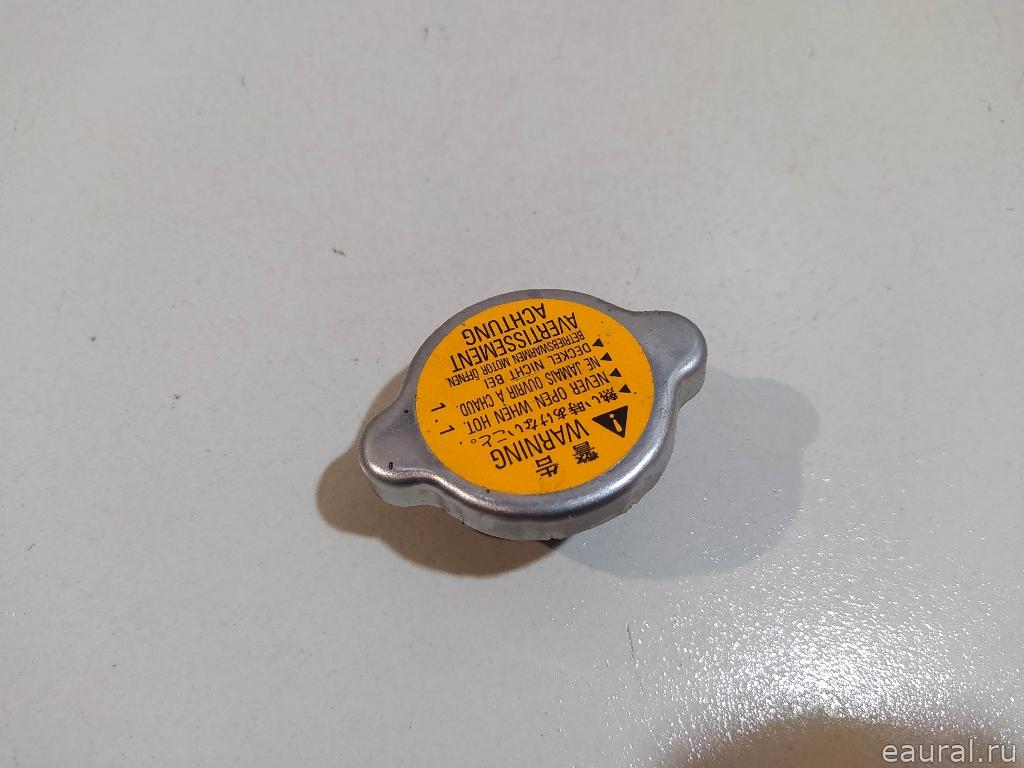 警告
WARNING
熱い時あけないこと。
NEVER OPEN WHEN HOT.
NE JAMAIS OUVRIR À CHAUD
DECKEL NICHT BEI
BETRIEBSWARMEN MOTOR ÖFFNEN.
AVERTISSEMENT
ACHTUNG
1.1
eaural.ru